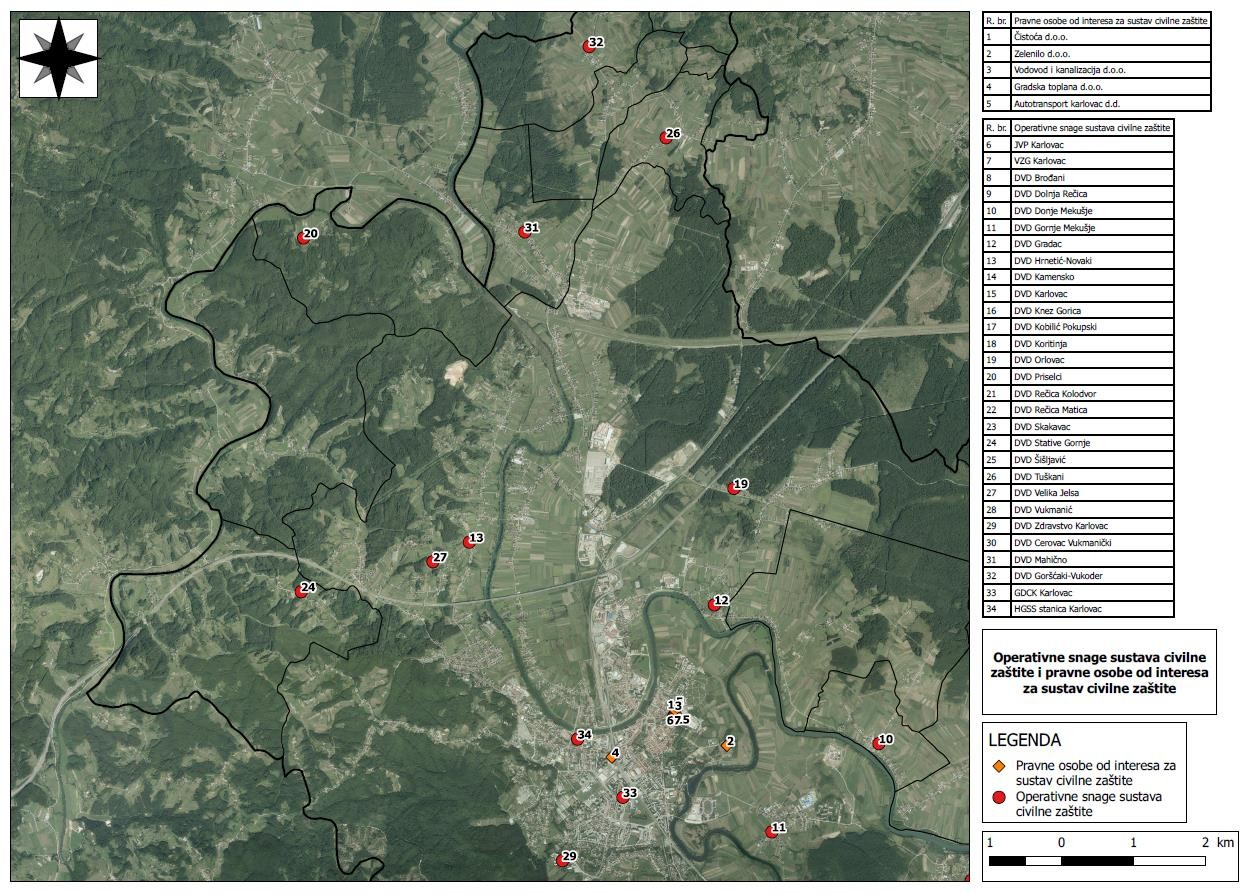 32
26
31
20
19
13
27
24
12
13
5
67.5
2
34
4
10
33
11
29
R. br. Pravne osobe od interesa za sustav civilne zaštite
1 Čistoća d.o.o.
2 Zelenilo d.o.o.
3 Vodovod i kanalizacija d.o.o.
4 Gradska toplana d.o.o.
5 Autotransport karlovac d.d.
R. br. Operativne snage sustava civilne zaštite
6 JVP Karlovac
7 VZG Karlovac
8 DVD Brođani
9 DVD Dolnja Rečica
10 DVD Donje Mekušje
11 DVD Gornje Mekušje
12 DVD Gradac
13 DVD Hrnetić-Novaki
14 DVD Kamensko
15 DVD Karlovac
16 DVD Knez Gorica
17 DVD Kobilić Pokupski
18 DVD Koritinja
19 DVD Orlovac
20 DVD Priselci
21 DVD Rečica Kolodvor
22 DVD Rečica Matica
23 DVD Skakavac
24 DVD Stative Gornje
25 DVD Šišljavić
26 DVD Tuškani
27 DVD Velika Jelsa
28 DVD Vukmanić
29 DVD Zdravstvo Karlovac
30 DVD Cerovac Vukmanički
31 DVD Mahično
32 DVD Goršćaki-Vukoder
33 GDCK Karlovac
34 HGSS stanica Karlovac
Operativne snage sustava civilne
zaštite i pravne osobe od interesa
za sustav civilne zaštite
LEGENDA
Pravne osobe od interesa za
sustav civilne zaštite
Operativne snage sustava
civilne zaštite
1 0 1 2 km